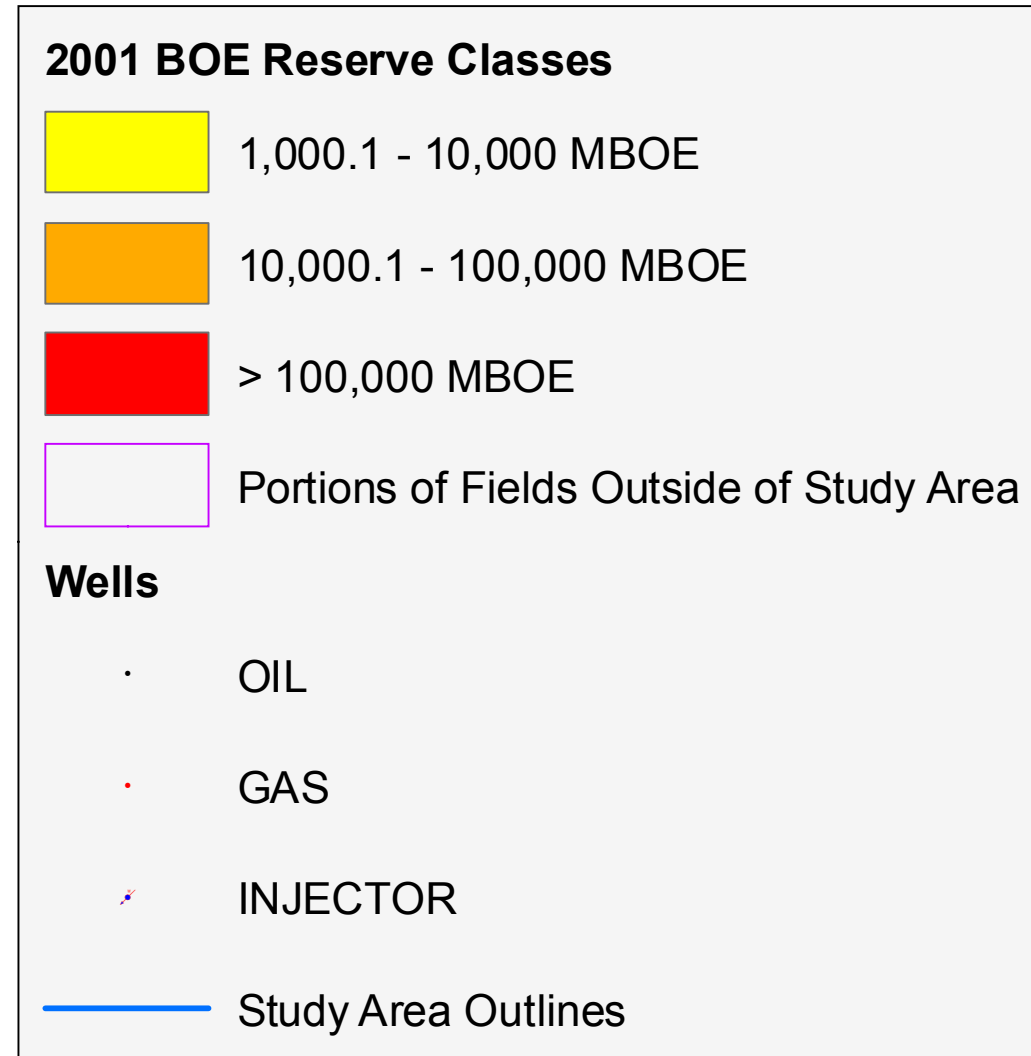 2001 BOE Reserve Classes
1,000.1 - 10,000 MBOE
10,000.1 - 100,000 MBOE
> 100,000 MBOE
Portions of Fields Outside of Study Area
Wells
OIL
GAS
INJECTOR
Study Area Outlines